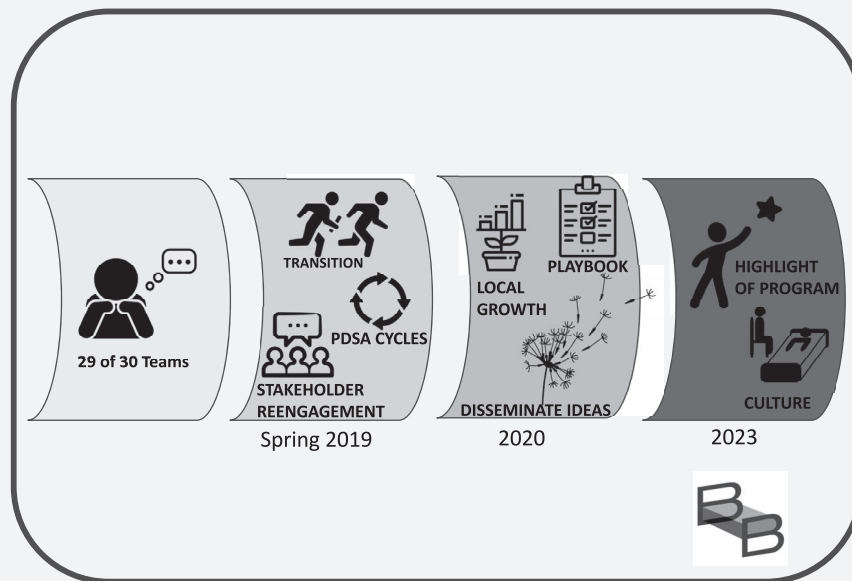 29 of 30 Teams
TRANSITION
PDSA CYCLES
STAKEHOLDER
REENGAGEMENT
Spring 2019
PLAYBOOK
LOCAL
GROWTH
DISSEMINATE IDEAS
2020
HIGHLIGHT
OF PROGRAM
CULTURE
2023
B
B